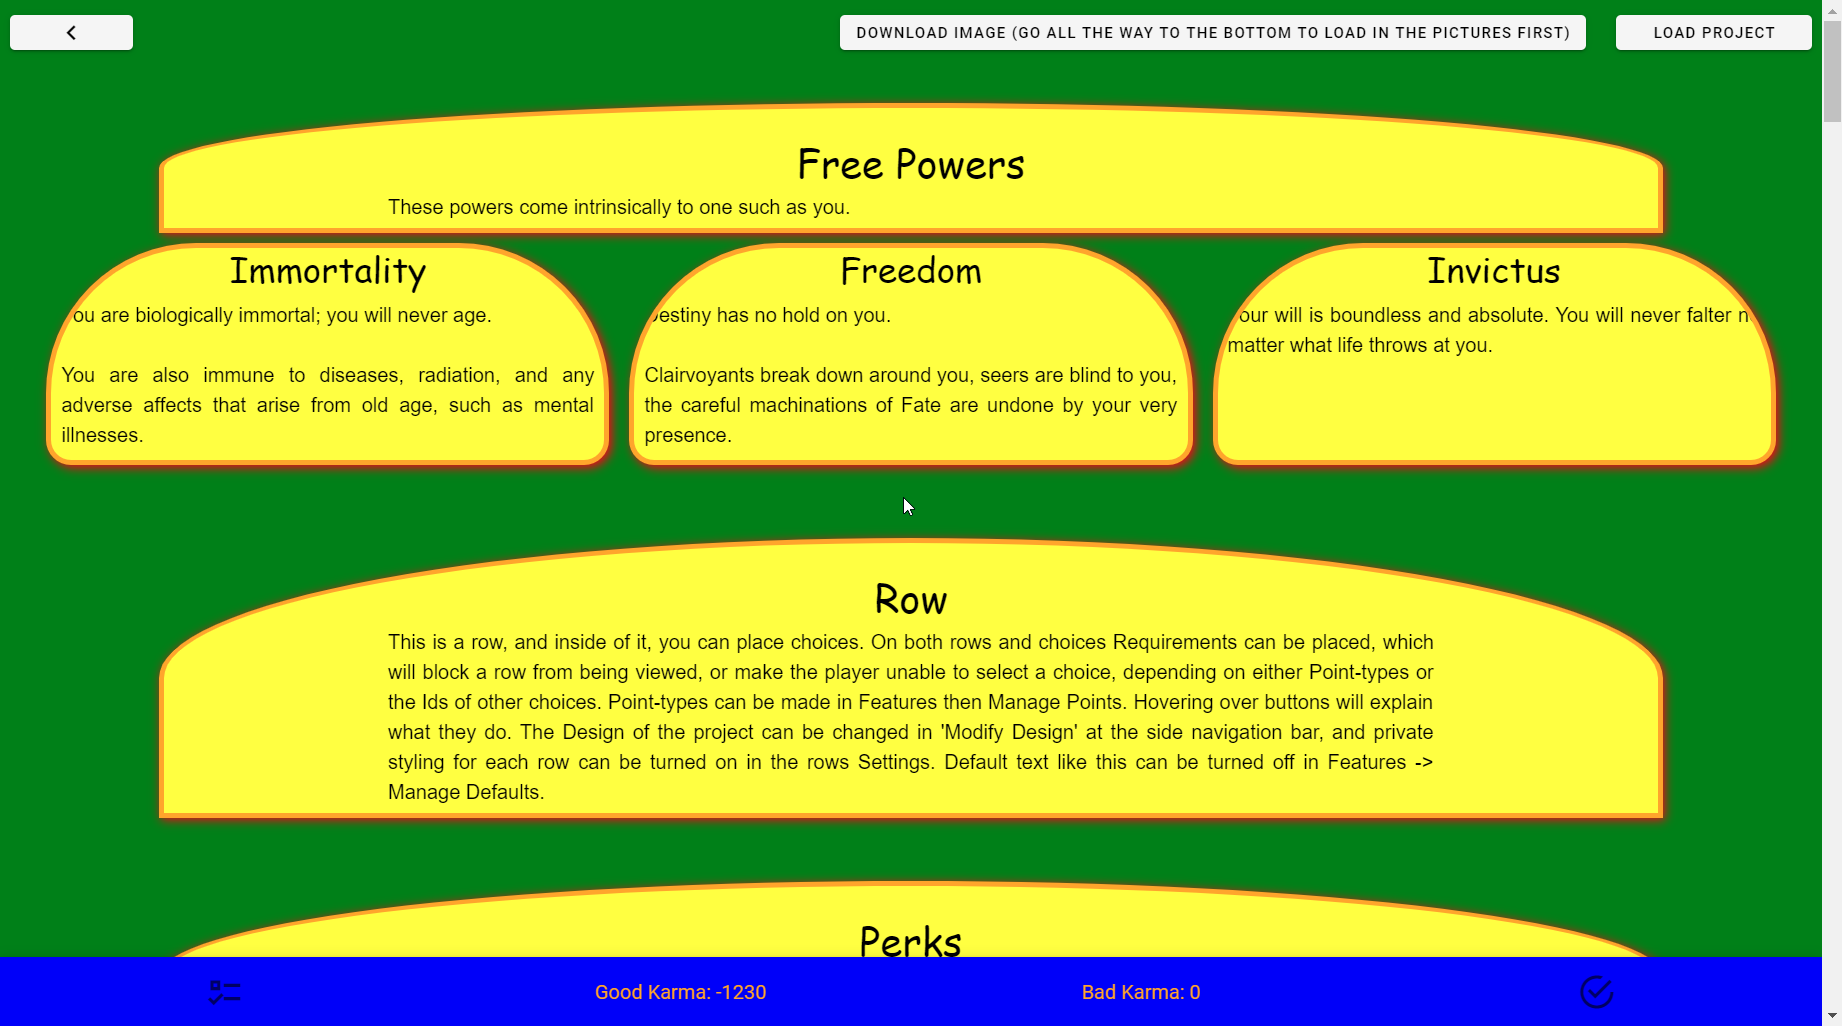 DOWNLOAD IMAGE (GO ALL THE WAY TO THE BOTTOM TO LOAD IN THE PICTURES FIRST)
LOAD PROJECT
Free Powers
These powers come intrinsically to one such as you.
Immortality
ou are biologically immortal; you will never age.
You are also immune to diseases, radiation, and any
adverse affects that arise from old age, such as mental
illnesses.
Freedom
estiny has no hold on you.
Clairvoyants break down around you, seers are blind to you,
the careful machinations of Fate are undone by your very
presence.
Invictus
our will is boundless and absolute. You will never falter n
matter what life throws at you.
Row
This is a row, and inside of it, you can place choices. On both rows and choices Requirements can be placed, which
will block a row from being viewed, or make the player unable to select a choice, depending on either Point-types or
the Ids of other choices. Point-types can be made in Features then Manage Points. Hovering over buttons will explain
what they do. The Design of the project can be changed in 'Modify Design' at the side navigation bar, and private
styling for each row can be turned on in the rows Settings. Default text like this can be turned off in Features ->
Manage Defaults.
Perks
Good Karma: -1230
Bad Karma: 0